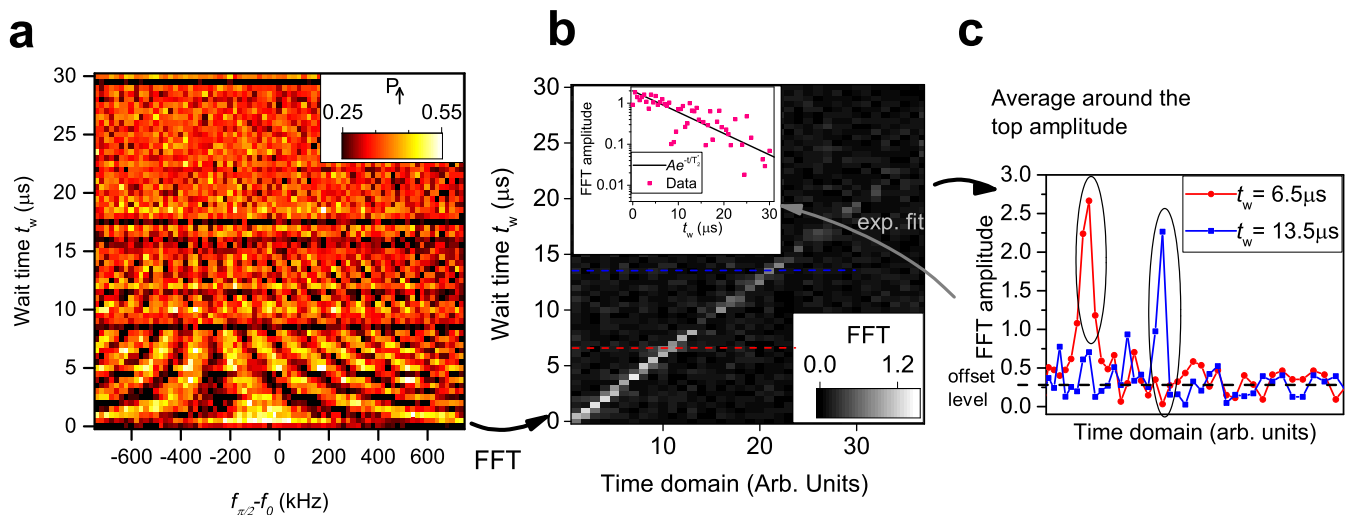 a
30
25
20
15
10
5
0
Wait time t_w (µs)
P↑
0.25 0.55
-600 -400 -200 0 200 400 600
f_π/2-f_0 (kHz)
FFT
b
30
25
20
15
10
5
0
Wait time t_w (µs)
FFT amplitude
1
0.1
0.01
Data
0 10 20 30
t_w (µs)
exp. fit
FFT
0.0 1.2
10 20 30
Time domain (Arb. Units)
c
Average around the
top amplitude
3.0
2.5
2.0
1.5
1.0
0.5
0.0
FFT amplitude
t_w = 6.5µs
t_w = 13.5µs
offset
level
Time domain (arb. units)